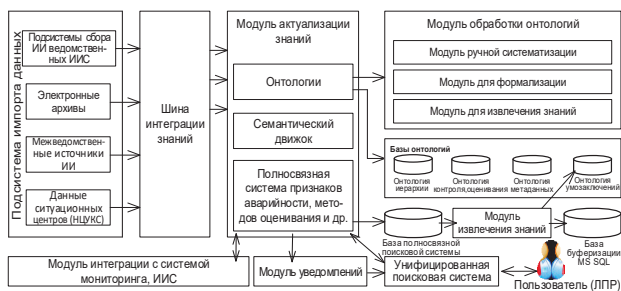 Подсистема импорта данных
Подсистемы сбора
ИИ ведомствен-
ных ИИС
Электронные
архивы
Межведомствен-
ные источники
ИИ
Данные
ситуационных
центров (НЦУКС)
Шина
интеграции
знаний
Модуль актуализации
знаний
Онтологии
Семантический
движок
Полносвязная
система признаков
аварийности, мето-
дов оценивания и др.
Модуль обработки онтологий
Модуль ручной систематизации
Модуль для формализации
Модуль для извлечения знаний
Базы онтологий
Онтология
иерархии
Онтология
контроля,оценивания
Онтология
метаданных
Онтология
умозаключений
База полносвязной
поисковой системы
Модуль
извлечения знаний
База
буферизации
MS SQL
Модуль интеграции с системой
мониторинга, ИИС
Модуль уведомлений
Унифицированная
поисковая система
Пользователь (ЛПР)